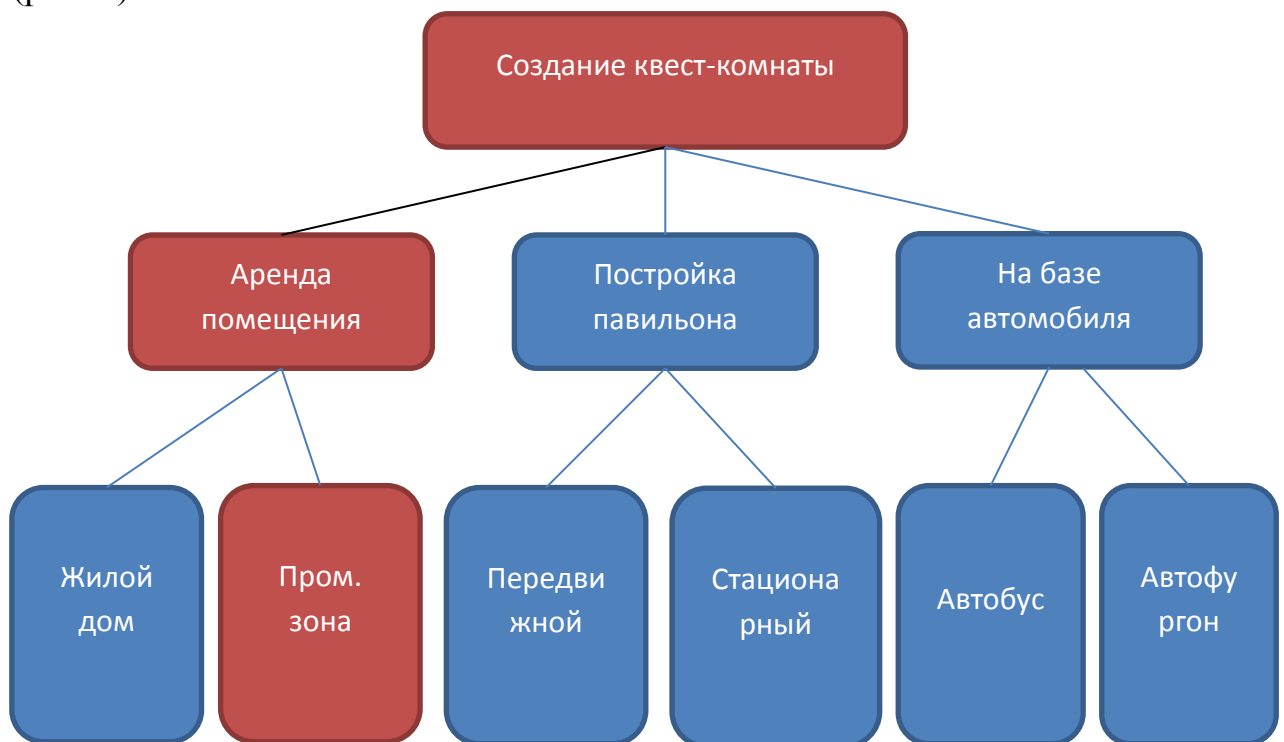 Создание квест-комнаты
Аренда
помещения
Постройка
павильона
На базе
автомобиля
Жилой
дом
Пром.
зона
Передви
жной
Стациона
рный
Автобус
Автофу
ргон